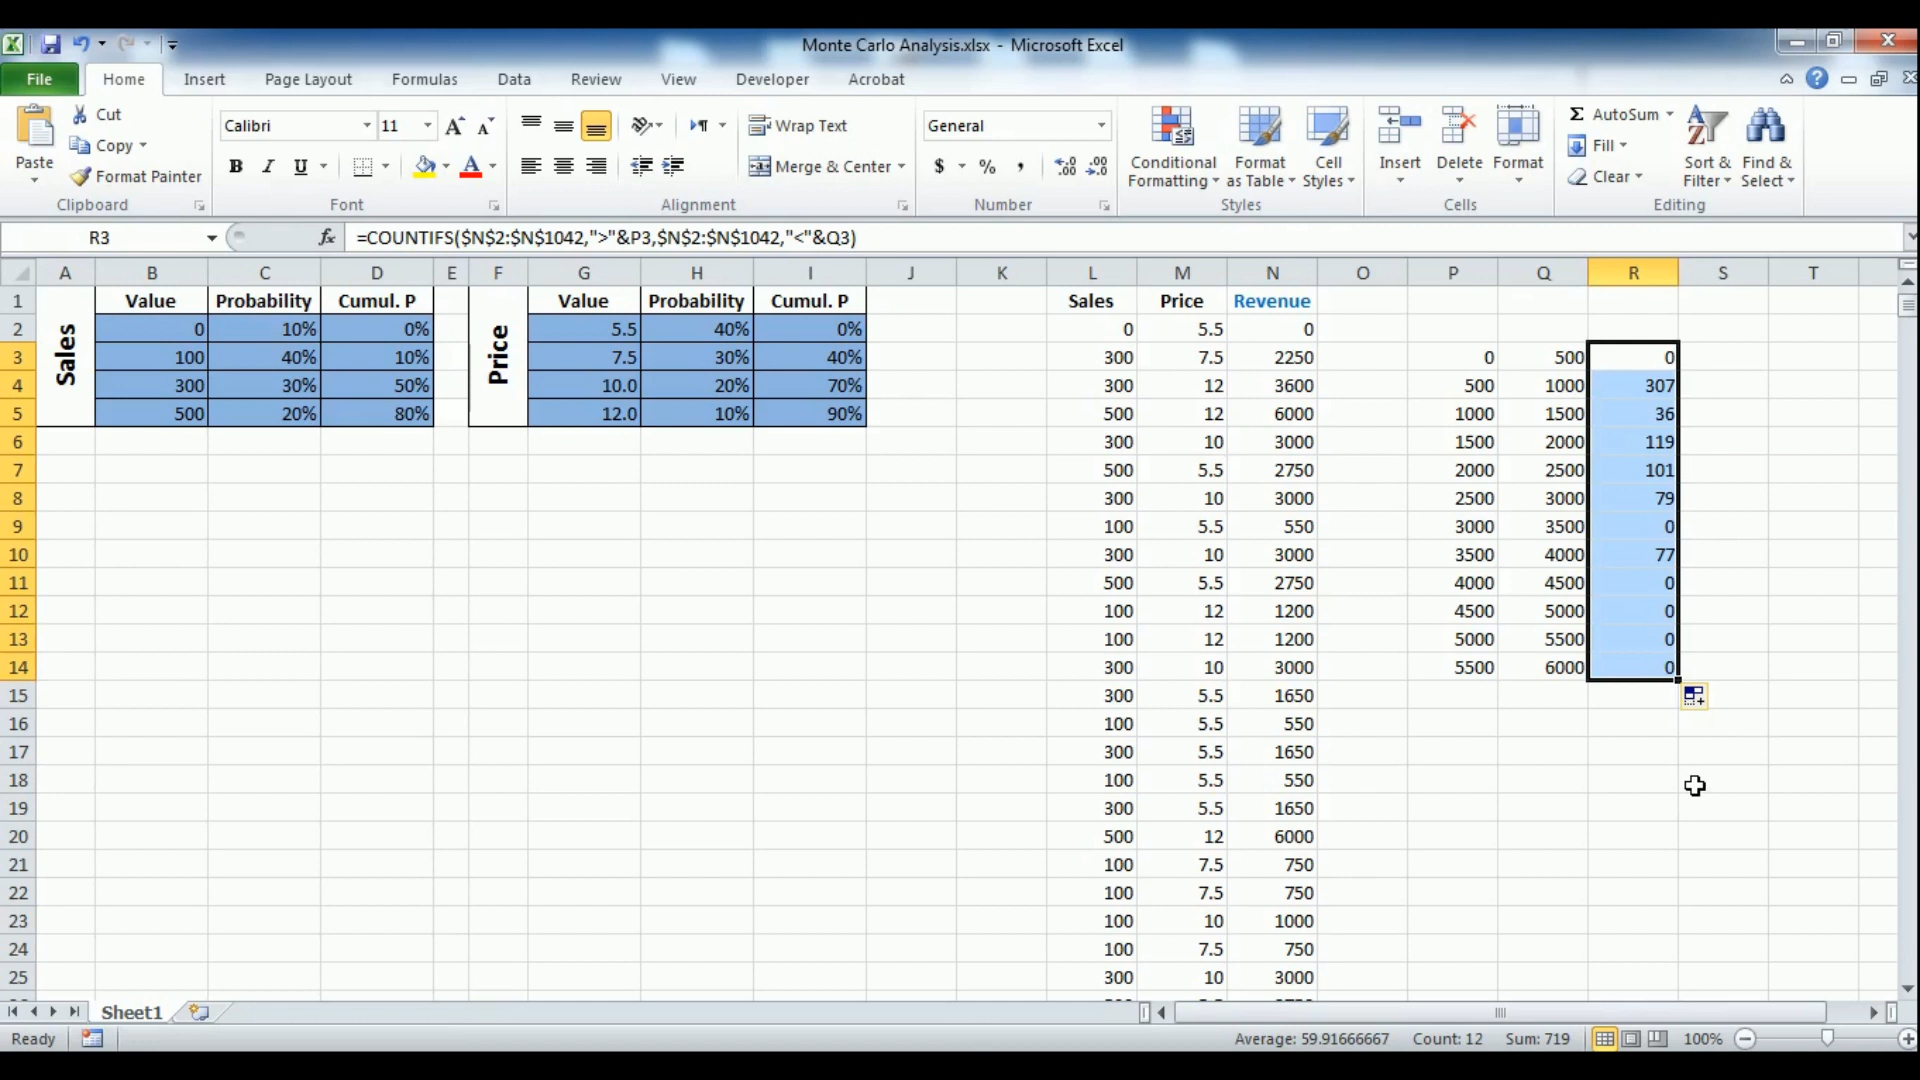 Monte Carlo Analysis.xlsx - Microsoft Excel
File Home Insert Page Layout Formulas Data Review View Developer Acrobat
Paste Cut Copy Format Painter Clipboard
Calibri 11 B I U Font
Wrap Text Merge & Center Alignment
General $ % , Number
Conditional Formatting Format as Table Cell Styles Styles
Insert Delete Format Cells
AutoSum Fill Clear Sort & Filter Find & Select Editing
R3 fx =COUNTIFS($N$2:$N$1042,">"&P3,$N$2:$N$1042,"<"&Q3)
A B C D E F G H I J K L M N O P Q R S T
Sales
Price
1 Value Probability Cumul. P Value Probability Cumul. P Sales Price Revenue
2 0 10% 0% 5.5 40% 0% 0 5.5 0
3 100 40% 10% 7.5 30% 40% 300 7.5 2250 0 500 0
4 300 30% 50% 10.0 20% 70% 300 12 3600 500 1000 307
5 500 20% 80% 12.0 10% 90% 500 12 6000 1000 1500 36
6 300 10 3000 1500 2000 119
7 500 5.5 2750 2000 2500 101
8 300 10 3000 2500 3000 79
9 100 5.5 550 3000 3500 0
10 300 10 3000 3500 4000 77
11 500 5.5 2750 4000 4500 0
12 100 12 1200 4500 5000 0
13 100 12 1200 5000 5500 0
14 300 10 3000 5500 6000 0
15 300 5.5 1650
16 100 5.5 550
17 300 5.5 1650
18 100 5.5 550
19 300 5.5 1650
20 500 12 6000
21 100 7.5 750
22 100 7.5 750
23 100 10 1000
24 100 7.5 750
25 300 10 3000
Sheet1
Ready Average: 59.91666667 Count: 12 Sum: 719 100%